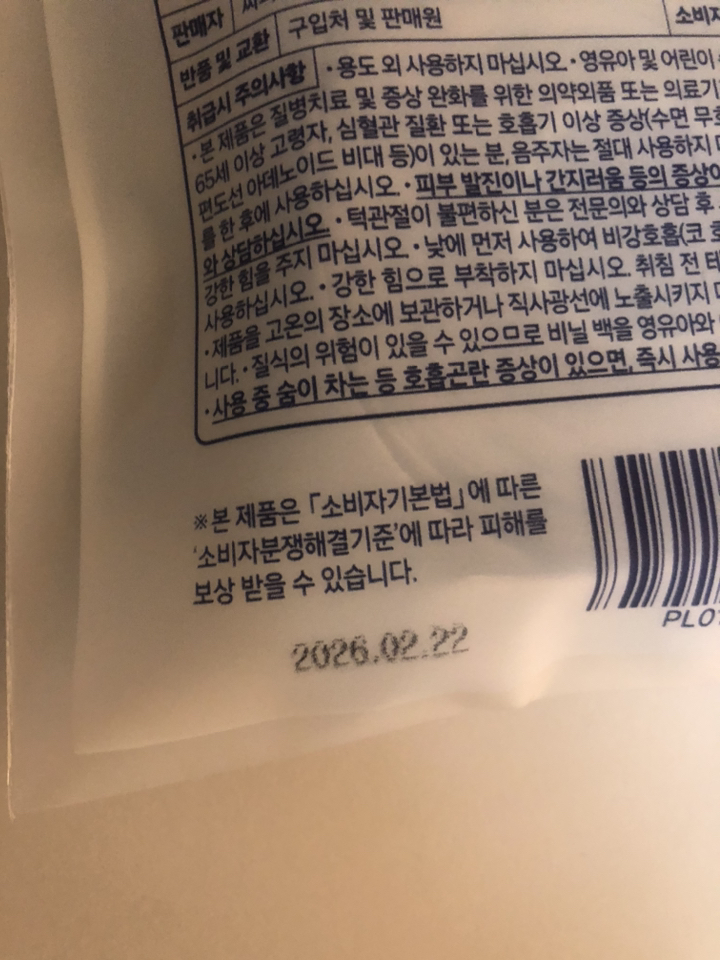 판매자
반품 및 교환 구입처 및 판매원 소비자
취급시 주의사항 ·용도 외 사용하지 마십시오.·영유아 및 어린이
·본 제품은 질병치료 및 증상 완화를 위한 의약외품 또는 의료기
65세 이상 고령자, 심혈관 질환 또는 호흡기 이상 증상(수면 무호
편도선 아데노이드 비대 등)이 있는 분, 음주자는 절대 사용하지
를 한 후에 사용하십시오.·피부 발진이나 간지러움 등의 증상이
와 상담하십시오.·턱관절이 불편하신 분은 전문의와 상담 후
강한 힘을 주지 마십시오.·낮에 먼저 사용하여 비강호흡(코
사용하십시오.·강한 힘으로 부착하지 마십시오. 취침 전 테
·제품을 고온의 장소에 보관하거나 직사광선에 노출시키지
니다.·질식의 위험이 있을 수 있으므로 비닐 백을 영유아와
·사용 중 숨이 차는 등 호흡곤란 증상이 있으면, 즉시 사용
※본 제품은 「소비자기본법」에 따른
'소비자분쟁해결기준'에 따라 피해를
보상 받을 수 있습니다.
PL01
2026.02.22